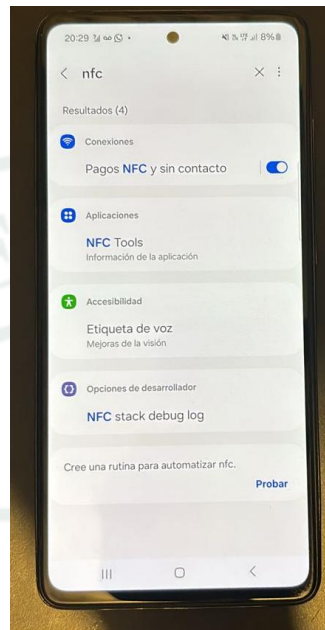 20:29
8%
nfc
Resultados (4)
Conexiones
Pagos NFC y sin contacto
Aplicaciones
NFC Tools
Información de la aplicación
Accesibilidad
Etiqueta de voz
Mejoras de la visión
Opciones de desarrollador
NFC stack debug log
Cree una rutina para automatizar nfc.
Probar